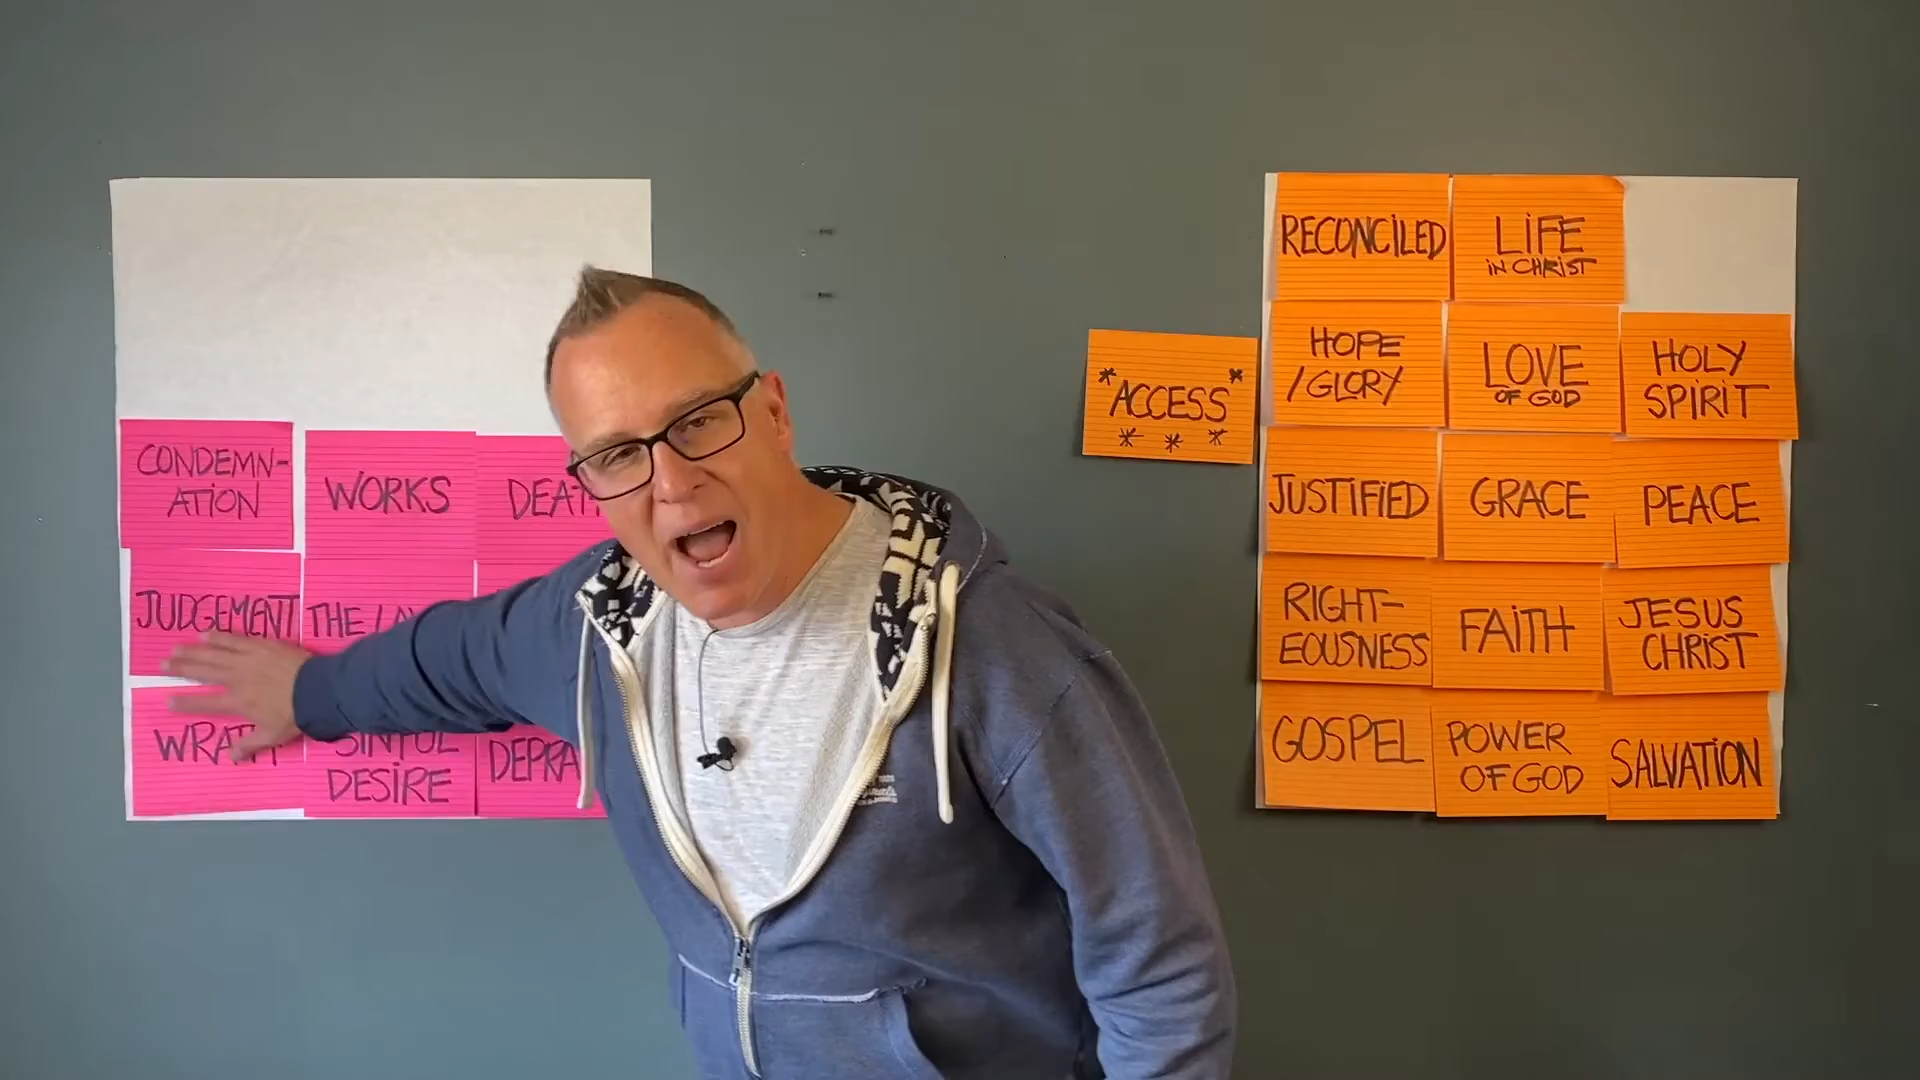 CONDEMN-
ATION
WORKS
JUDGEMENT
THE
SINFUL
DESIRE
*ACCESS*
* * *
RECONCILED
LIFE
IN CHRIST
HOPE
/GLORY
LOVE
OF GOD
HOLY
SPIRIT
JUSTIFIED
GRACE
PEACE
RIGHT-
EOUSNESS
FAITH
JESUS
CHRIST
GOSPEL
POWER
OF GOD
SALVATION